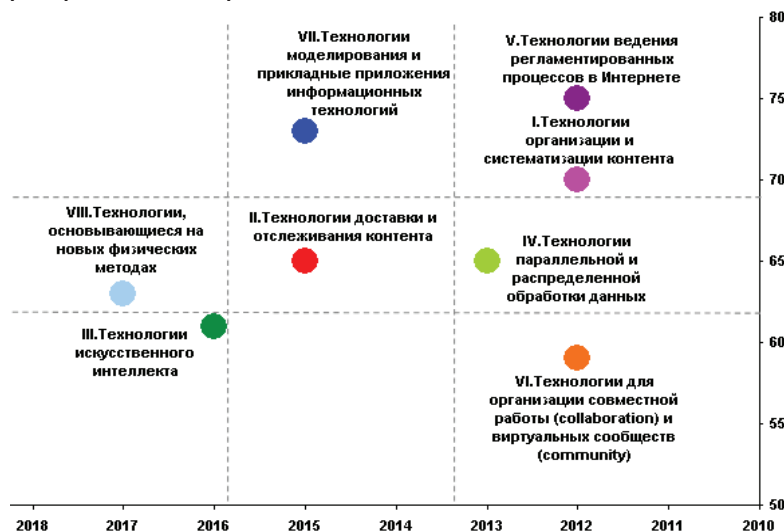 VII.Технологии
моделирования и
прикладные приложения
информационных
технологий
V.Технологии ведения
регламентированных
процессов в Интернете
I.Технологии
организации и
систематизации контента
VIII.Технологии,
основывающиеся на
новых физических
методах
II.Технологии доставки и
отслеживания контента
IV.Технологии
параллельной и
распределенной
обработки данных
III.Технологии
искусственного
интеллекта
VI.Технологии для
организации совместной
работы (collaboration) и
виртуальных сообществ
(community)
80
75
70
65
60
55
50
2018 2017 2016 2015 2014 2013 2012 2011 2010